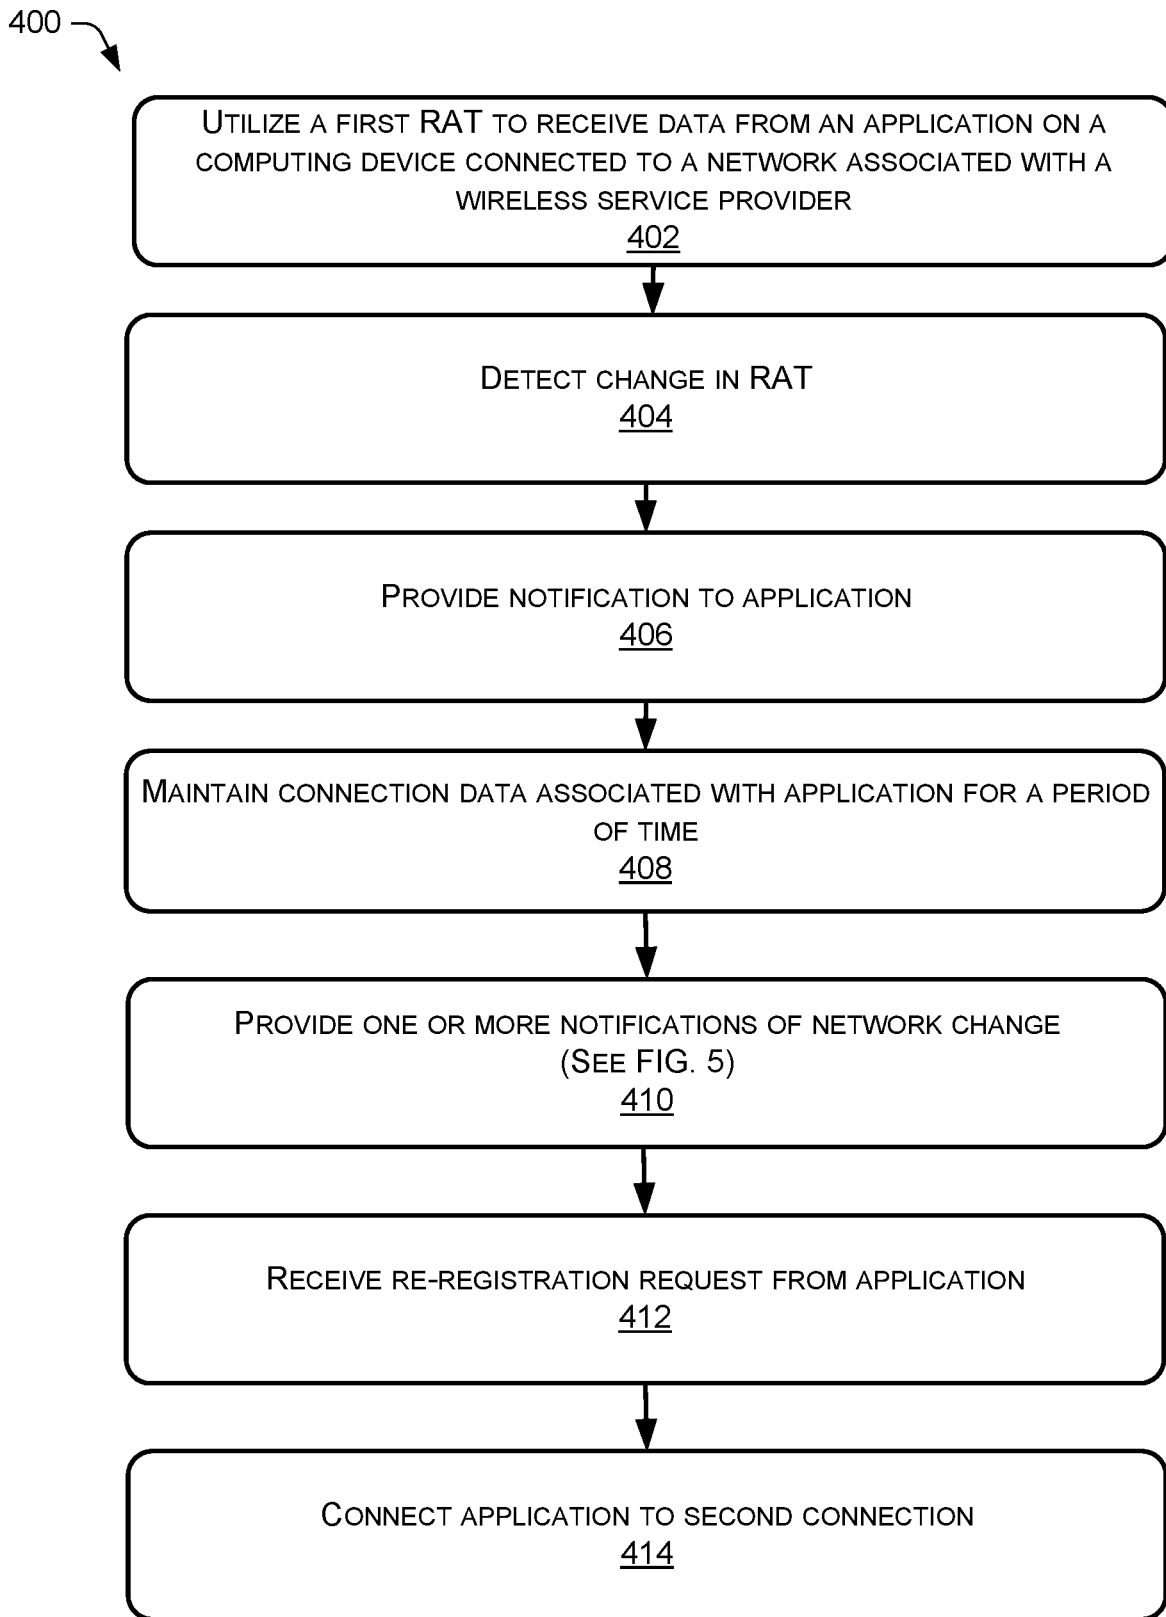 400
UTILIZE A FIRST RAT TO RECEIVE DATA FROM AN APPLICATION ON A
COMPUTING DEVICE CONNECTED TO A NETWORK ASSOCIATED WITH A
WIRELESS SERVICE PROVIDER
402
DETECT CHANGE IN RAT
404
PROVIDE NOTIFICATION TO APPLICATION
406
MAINTAIN CONNECTION DATA ASSOCIATED WITH APPLICATION FOR A PERIOD
OF TIME
408
PROVIDE ONE OR MORE NOTIFICATIONS OF NETWORK CHANGE
(SEE FIG. 5)
410
RECEIVE RE-REGISTRATION REQUEST FROM APPLICATION
412
CONNECT APPLICATION TO SECOND CONNECTION
414